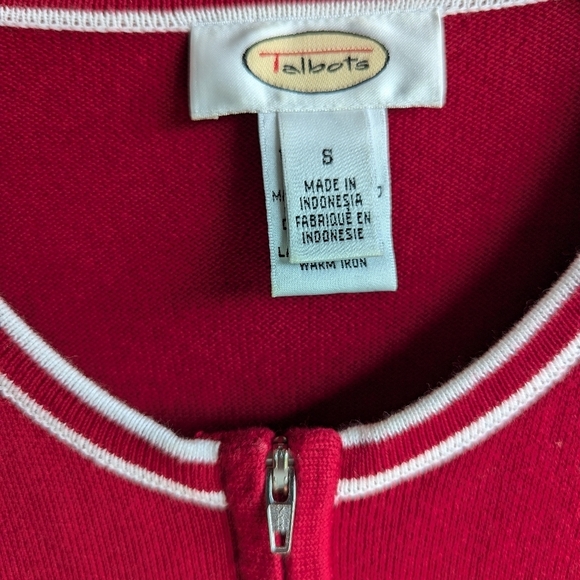 Talbots
S
MADE IN
INDONESIA
FABRIQUÉ EN
INDONESIE
WARM IRON